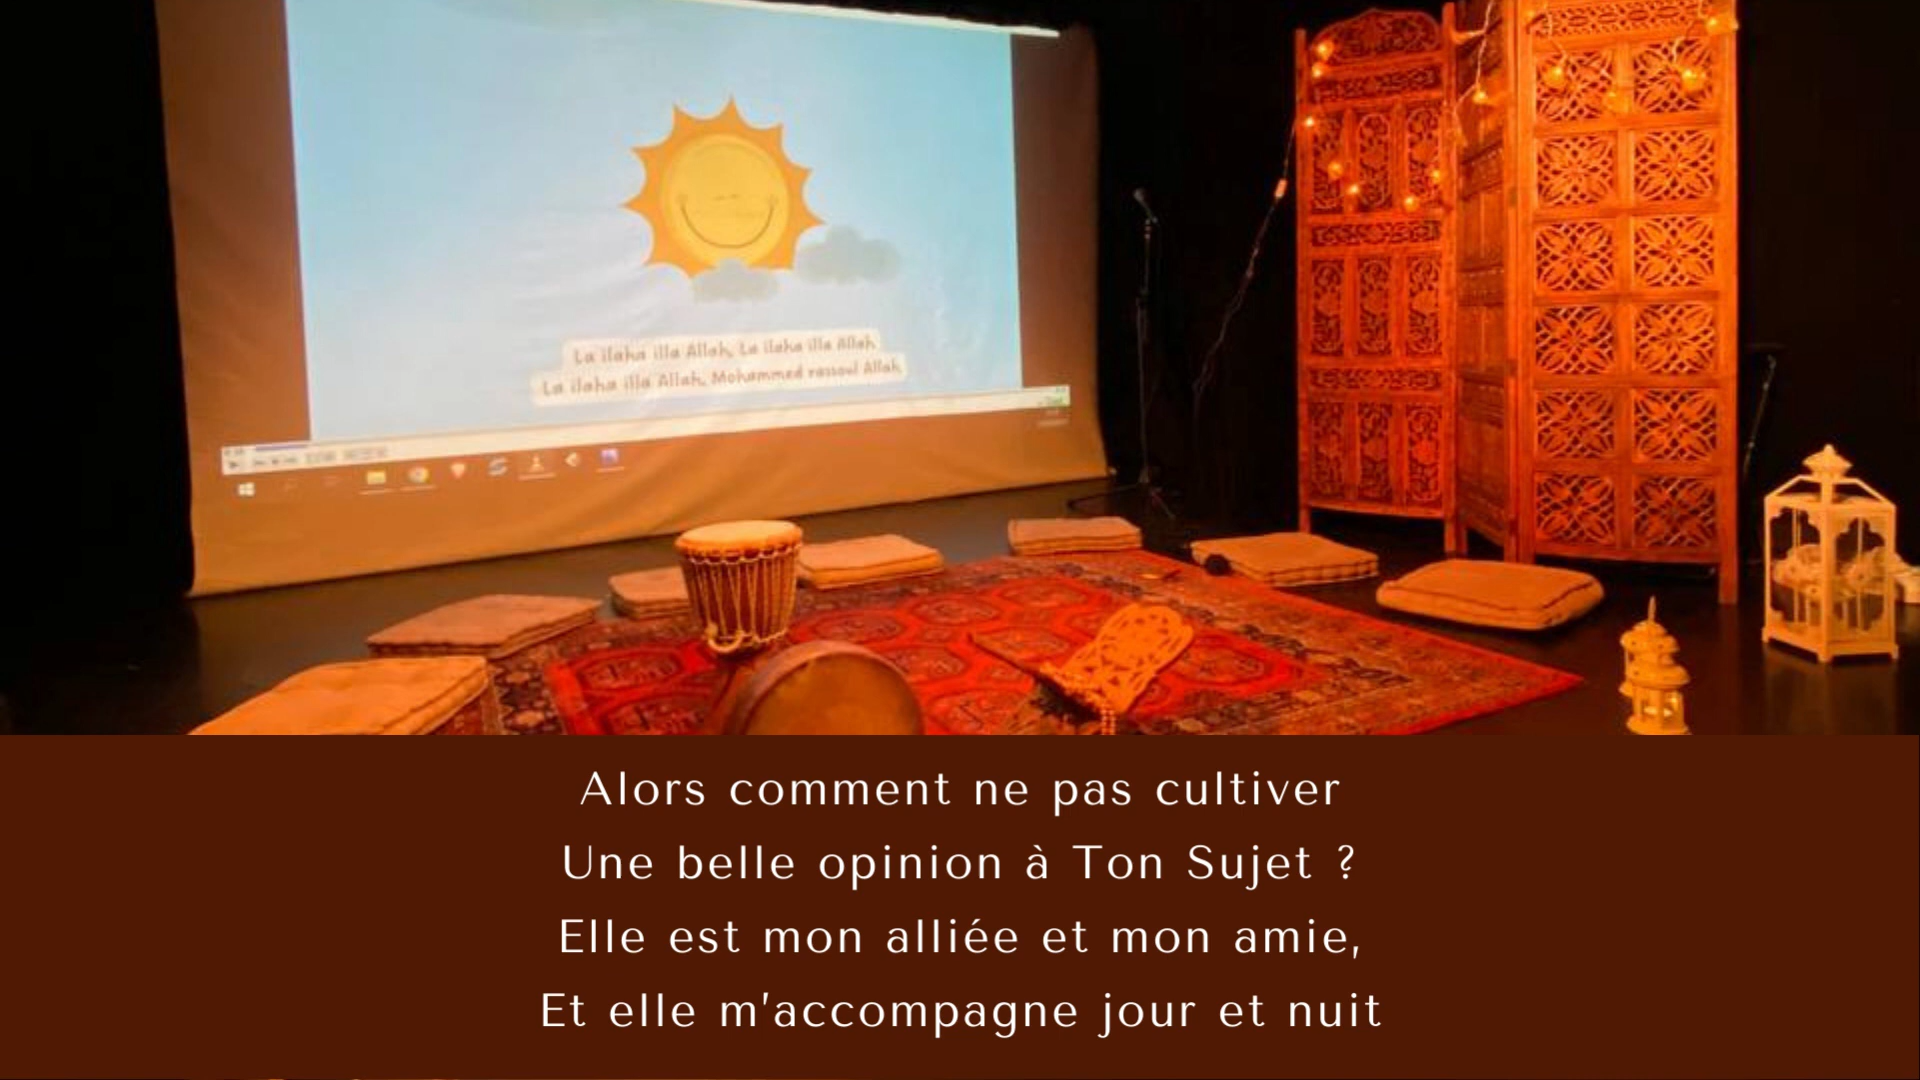 La ilaha illa Allah, La ilaha illa Allah
La ilaha illa Allah, Mohammed rassoul Allah
Alors comment ne pas cultiver
Une belle opinion à Ton Sujet ?
Elle est mon alliée et mon amie,
Et elle m'accompagne jour et nuit